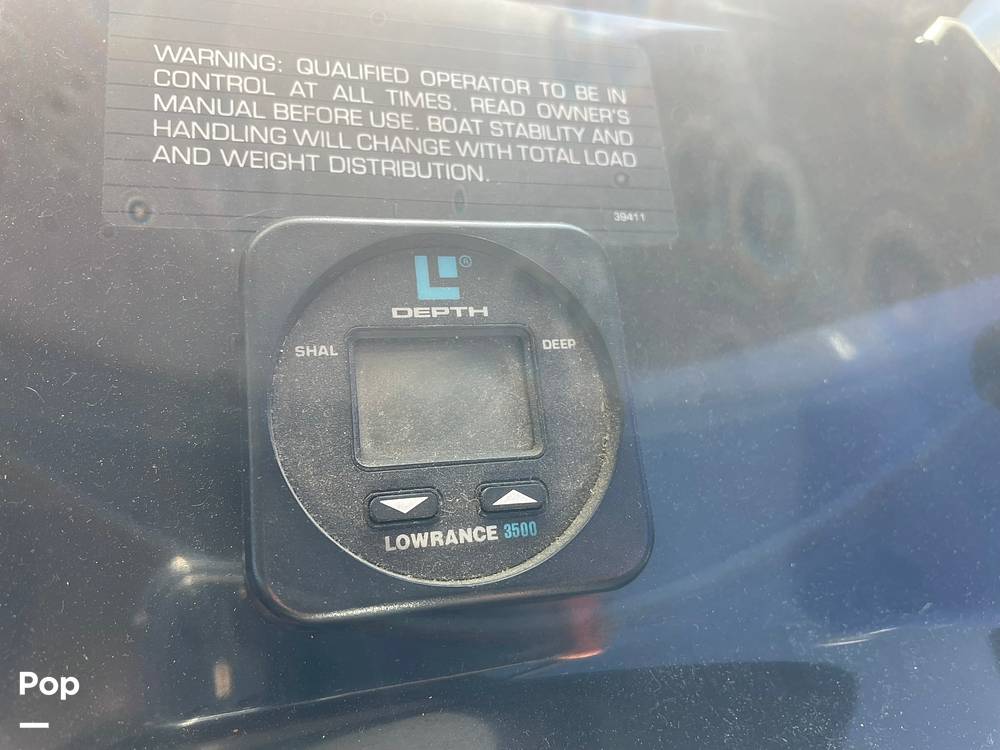 WARNING: QUALIFIED OPERATOR TO BE IN
CONTROL AT ALL TIMES. READ OWNER'S
MANUAL BEFORE USE. BOAT STABILITY AND
HANDLING WILL CHANGE WITH TOTAL LOAD
AND WEIGHT DISTRIBUTION.
39411
L ®
DEPTH
SHAL DEEP
LOWRANCE 3500
Pop